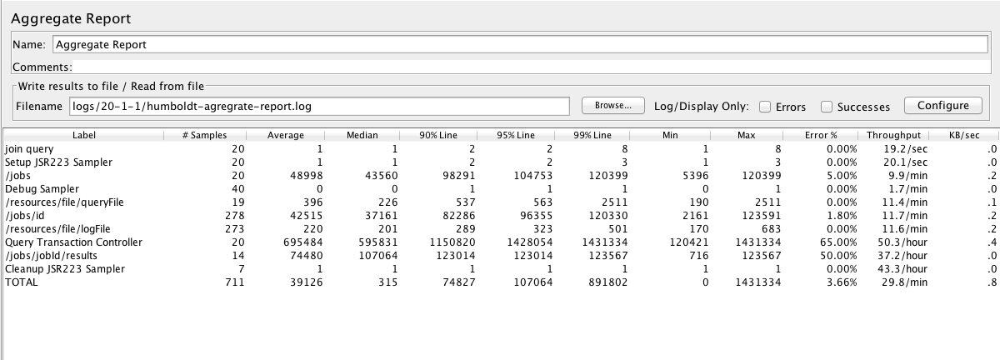 Aggregate Report
Name: Aggregate Report
Comments:
Write results to file / Read from file
Filename logs/20-1-1/humboldt-agregrate-report.log Browse... Log/Display Only: Errors Successes Configure
Label # Samples Average Median 90% Line 95% Line 99% Line Min Max Error % Throughput KB/sec
join query 20 1 1 2 2 8 1 8 0.00% 19.2/sec .0
Setup JSR223 Sampler 20 1 1 2 2 3 1 3 0.00% 20.1/sec .0
/jobs 20 48998 43560 98291 104753 120399 5396 120399 5.00% 9.9/min .2
Debug Sampler 40 0 0 1 1 1 0 1 0.00% 1.7/min .0
/resources/file/queryFile 19 396 226 537 563 2511 190 2511 0.00% 11.4/min .1
/jobs/id 278 42515 37161 82286 96355 120330 2161 123591 1.80% 11.7/min .2
/resources/file/logFile 273 220 201 289 323 501 170 683 0.00% 11.6/min .2
Query Transaction Controller 20 695484 595831 1150820 1428054 1431334 120421 1431334 65.00% 50.3/hour .4
/jobs/jobId/results 14 74480 107064 123014 123014 123567 716 123567 50.00% 37.2/hour .0
Cleanup JSR223 Sampler 7 1 1 1 1 1 1 1 0.00% 43.3/hour .0
TOTAL 711 39126 315 74827 107064 891802 0 1431334 3.66% 29.8/min .8